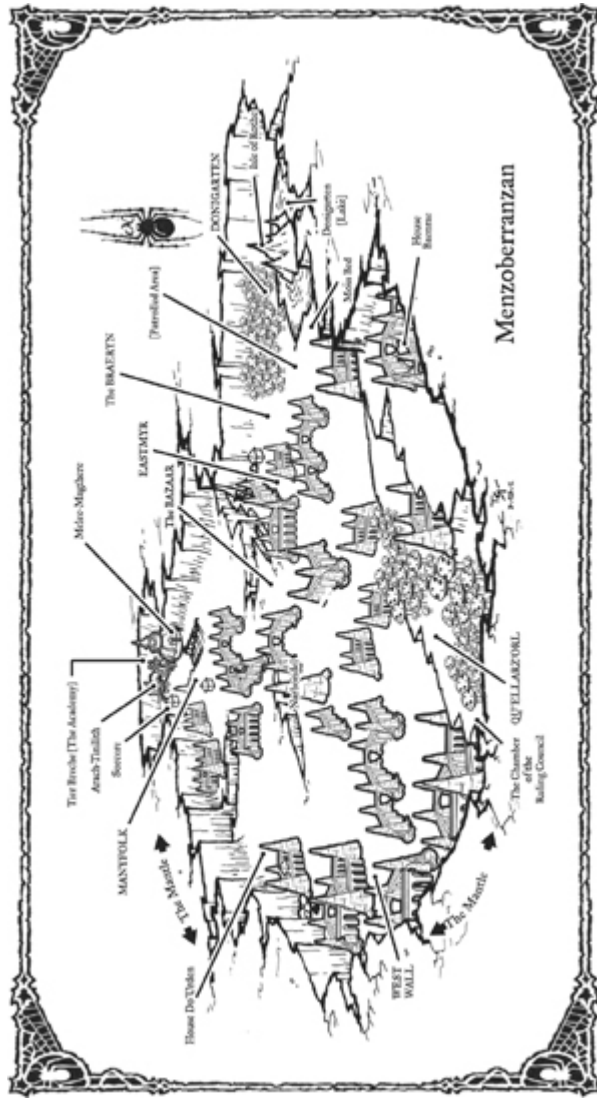 Tier Breche [The Academy]
Arach-Tinilith
Sorcere
Melee-Magthere
MANYFOLK
The Mantle
House Do'Urden
WEST
WALL
The Mantle
The BAZAAR
EASTMYR
The BRAERYN
[Patrolled Area]
DONIGARTEN
Isle of Rothé
Donigarten
[Lake]
Moss Bed
House
Baenrre
Narbondel
QU'ELLARZ'ORL
The Chamber
of the
Ruling Council
Menzoberranzan